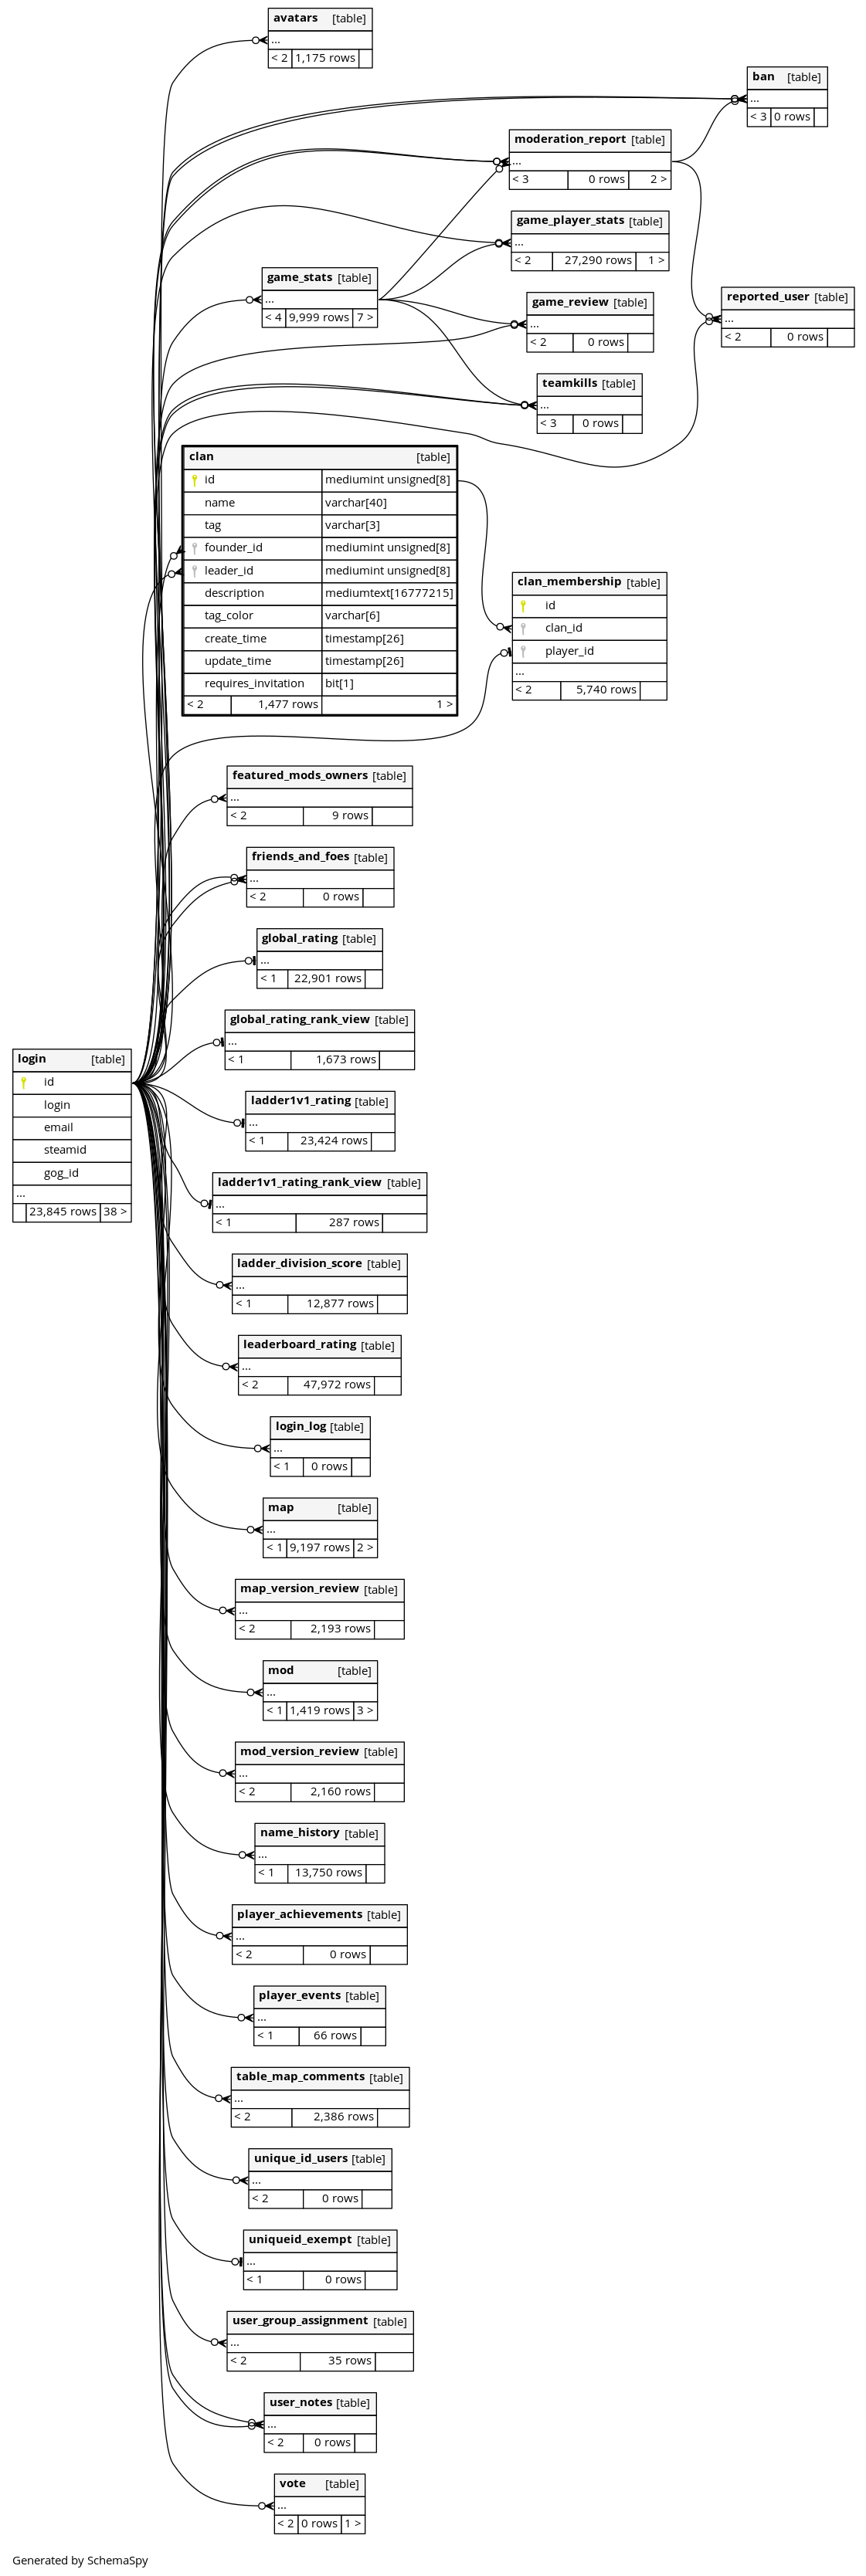 avatars [table]
...
< 2 1,175 rows
ban [table]
...
< 3 0 rows
moderation_report [table]
...
< 3 0 rows 2 >
game_player_stats [table]
...
< 2 27,290 rows 1 >
game_stats [table]
...
< 4 9,999 rows 7 >
reported_user [table]
...
< 2 0 rows
game_review [table]
...
< 2 0 rows
teamkills [table]
...
< 3 0 rows
clan [table]
id mediumint unsigned[8]
name varchar[40]
tag varchar[3]
founder_id mediumint unsigned[8]
leader_id mediumint unsigned[8]
description mediumtext[16777215]
tag_color varchar[6]
create_time timestamp[26]
update_time timestamp[26]
requires_invitation bit[1]
< 2 1,477 rows 1 >
clan_membership [table]
id
clan_id
player_id
...
< 2 5,740 rows
featured_mods_owners [table]
...
< 2 9 rows
friends_and_foes [table]
...
< 2 0 rows
global_rating [table]
...
< 1 22,901 rows
global_rating_rank_view [table]
...
< 1 1,673 rows
login [table]
id
login
email
steamid
gog_id
...
23,845 rows 38 >
ladder1v1_rating [table]
...
< 1 23,424 rows
ladder1v1_rating_rank_view [table]
...
< 1 287 rows
ladder_division_score [table]
...
< 1 12,877 rows
leaderboard_rating [table]
...
< 2 47,972 rows
login_log [table]
...
< 1 0 rows
map [table]
...
< 1 9,197 rows 2 >
map_version_review [table]
...
< 2 2,193 rows
mod [table]
...
< 1 1,419 rows 3 >
mod_version_review [table]
...
< 2 2,160 rows
name_history [table]
...
< 1 13,750 rows
player_achievements [table]
...
< 2 0 rows
player_events [table]
...
< 1 66 rows
table_map_comments [table]
...
< 2 2,386 rows
unique_id_users [table]
...
< 2 0 rows
uniqueid_exempt [table]
...
< 1 0 rows
user_group_assignment [table]
...
< 2 35 rows
user_notes [table]
...
< 2 0 rows
vote [table]
...
< 2 0 rows 1 >
Generated by SchemaSpy